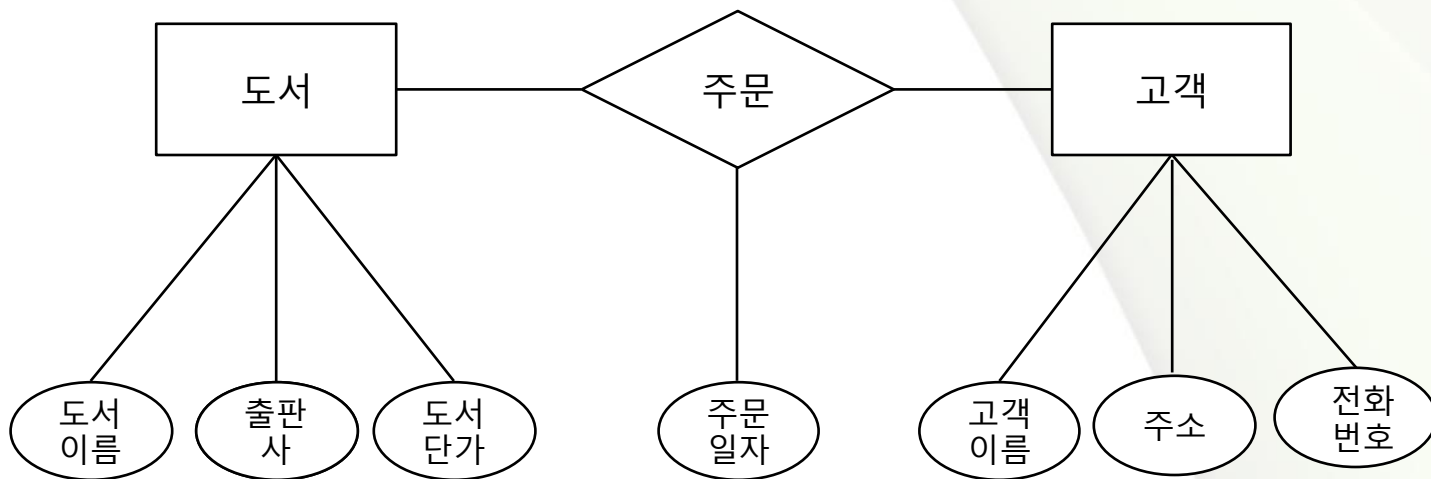 도서
주문
고객
도서
이름
출판
사
도서
단가
주문
일자
고객
이름
주소
전화
번호